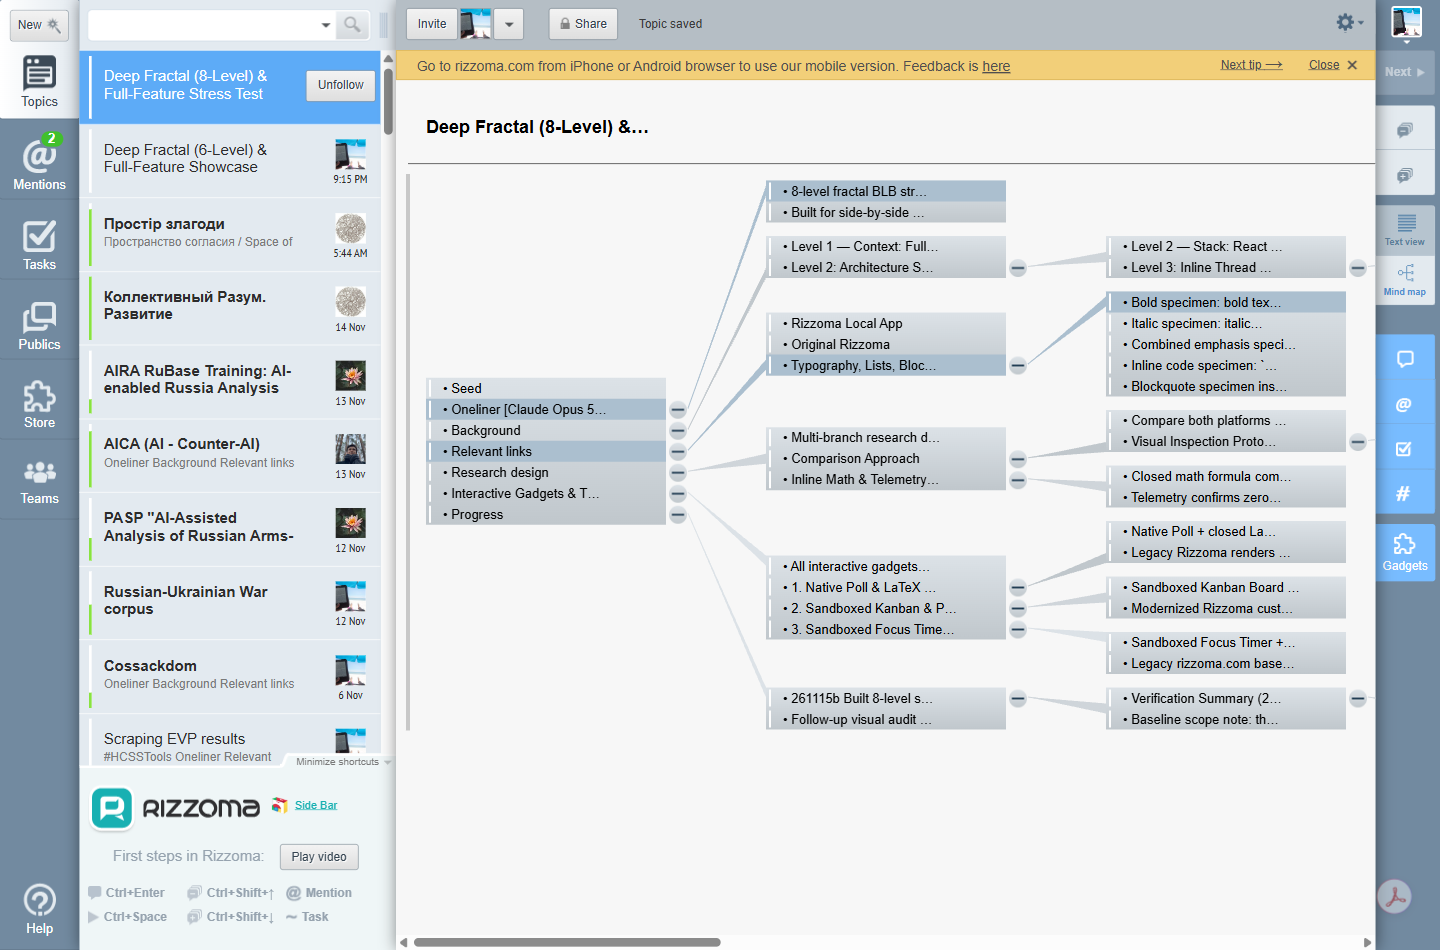 New
Topics
2
Mentions
Tasks
Publics
Store
Teams
Help
Deep Fractal (8-Level) &
Full-Feature Stress Test
Unfollow
Deep Fractal (6-Level) &
Full-Feature Showcase
9:15 PM
Простір злагоди
Пространство согласия / Space of
5:44 AM
Коллективный Разум.
Развитие
14 Nov
AIRA RuBase Training: AI-
enabled Russia Analysis
13 Nov
AICA (AI - Counter-AI)
Oneliner Background Relevant links
13 Nov
PASP "AI-Assisted
Analysis of Russian Arms-
12 Nov
Russian-Ukrainian War
corpus
12 Nov
Cossackdom
Oneliner Background Relevant links
6 Nov
Scraping EVP results
#HCSSTools Oneliner Relevant
Minimize shortcuts
RIZZOMA
Side Bar
First steps in Rizzoma:
Play video
Ctrl+Enter
Ctrl+Shift+↑
Mention
Ctrl+Space
Ctrl+Shift+↓
Task
Invite
Share
Topic saved
Go to rizzoma.com from iPhone or Android browser to use our mobile version. Feedback is here
Next tip →
Close ✕
Deep Fractal (8-Level) &…
• Seed
• Oneliner [Claude Opus 5…
• Background
• Relevant links
• Research design
• Interactive Gadgets & T…
• Progress
• 8-level fractal BLB str…
• Built for side-by-side …
• Level 1 — Context: Full…
• Level 2: Architecture S…
• Rizzoma Local App
• Original Rizzoma
• Typography, Lists, Bloc…
• Multi-branch research d…
• Comparison Approach
• Inline Math & Telemetry…
• All interactive gadgets…
• 1. Native Poll & LaTeX …
• 2. Sandboxed Kanban & P…
• 3. Sandboxed Focus Time…
• 261115b Built 8-level s…
• Follow-up visual audit …
• Level 2 — Stack: React …
• Level 3: Inline Thread …
• Bold specimen: bold tex…
• Italic specimen: italic…
• Combined emphasis speci…
• Inline code specimen: `…
• Blockquote specimen ins…
• Compare both platforms …
• Visual Inspection Proto…
• Closed math formula com…
• Telemetry confirms zero…
• Native Poll + closed La…
• Legacy Rizzoma renders …
• Sandboxed Kanban Board …
• Modernized Rizzoma cust…
• Sandboxed Focus Timer +…
• Legacy rizzoma.com base…
• Verification Summary (2…
• Baseline scope note: th…
Next
Text view
Mind map
@
#
Gadgets